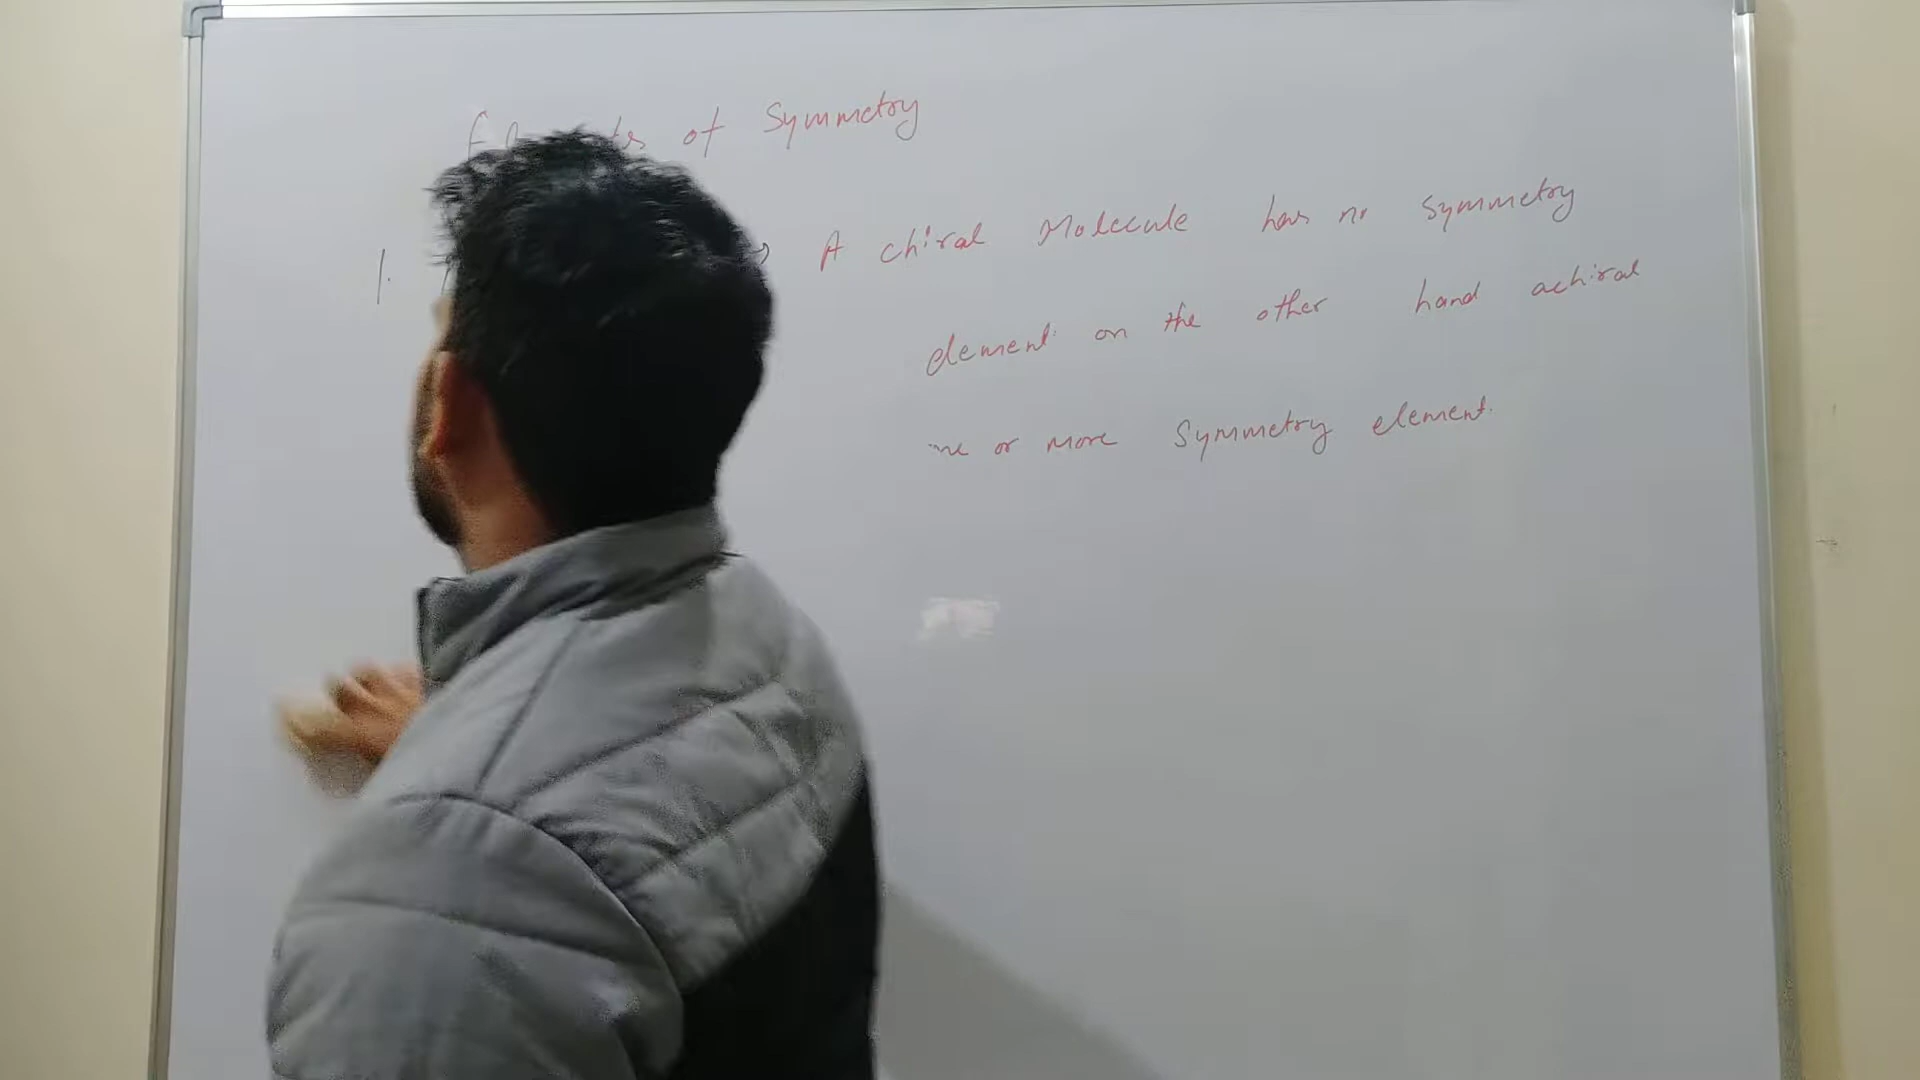 of Symmetry
1. A chiral Molecule has no symmetry
element on the other hand achiral
or more Symmetry element.